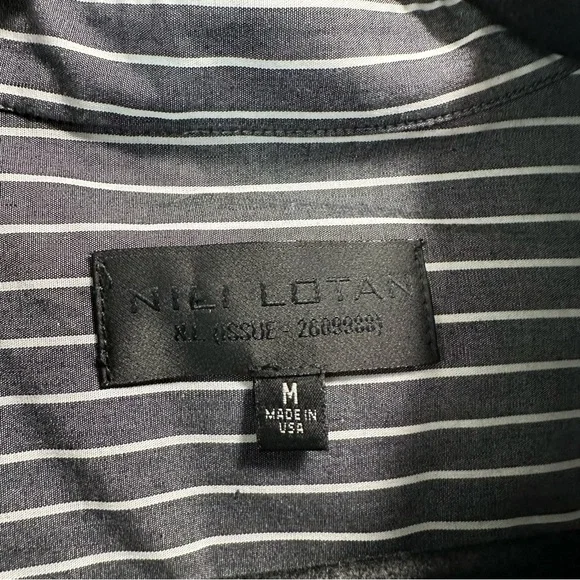 NILI LOTAN
N.L. (ISSUE - 2609988)
M
MADE IN
USA